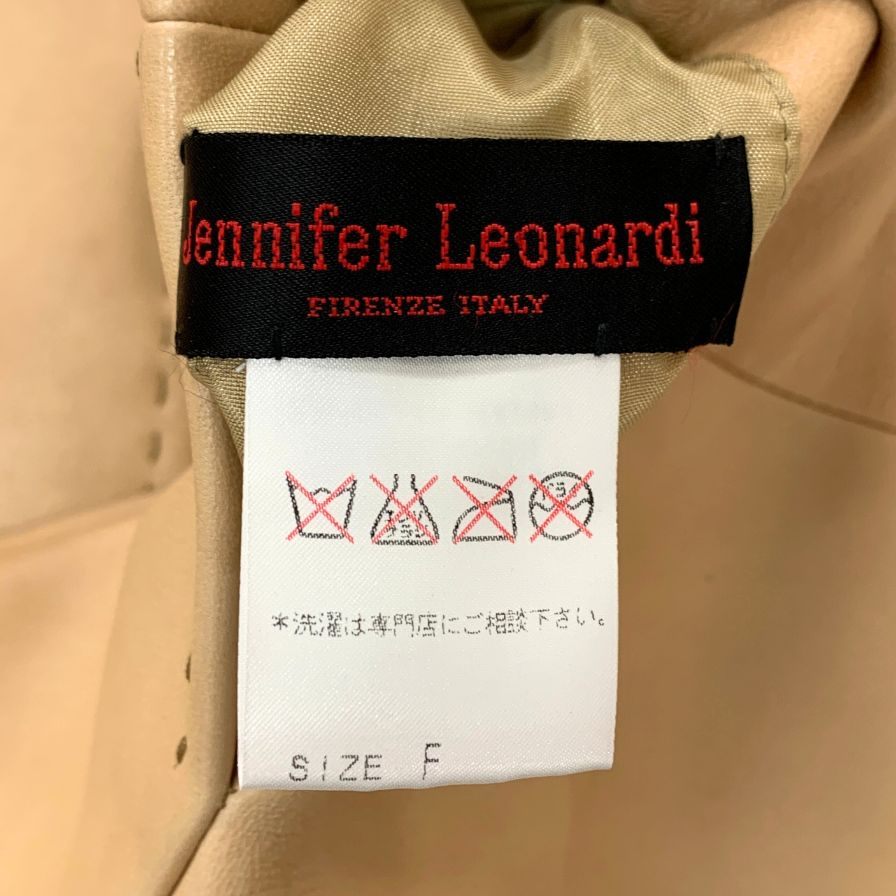 Jennifer Leonardi
FIRENZE ITALY
*洗濯は専門店にご相談下さい。
SIZE F